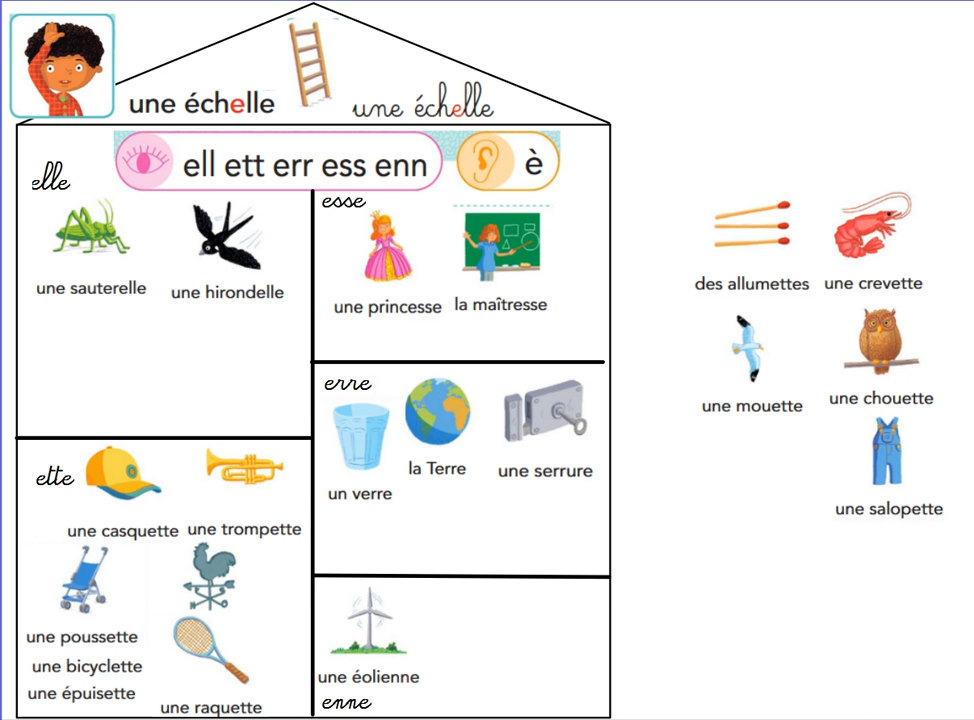 une échelle
une échelle
ell ett err ess enn
è
elle
une sauterelle
une hirondelle
esse
une princesse
la maîtresse
erre
un verre
la Terre
une serrure
ette
une casquette
une trompette
une poussette
une bicyclette
une épuisette
une raquette
une éolienne
enne
des allumettes
une crevette
une mouette
une chouette
une salopette